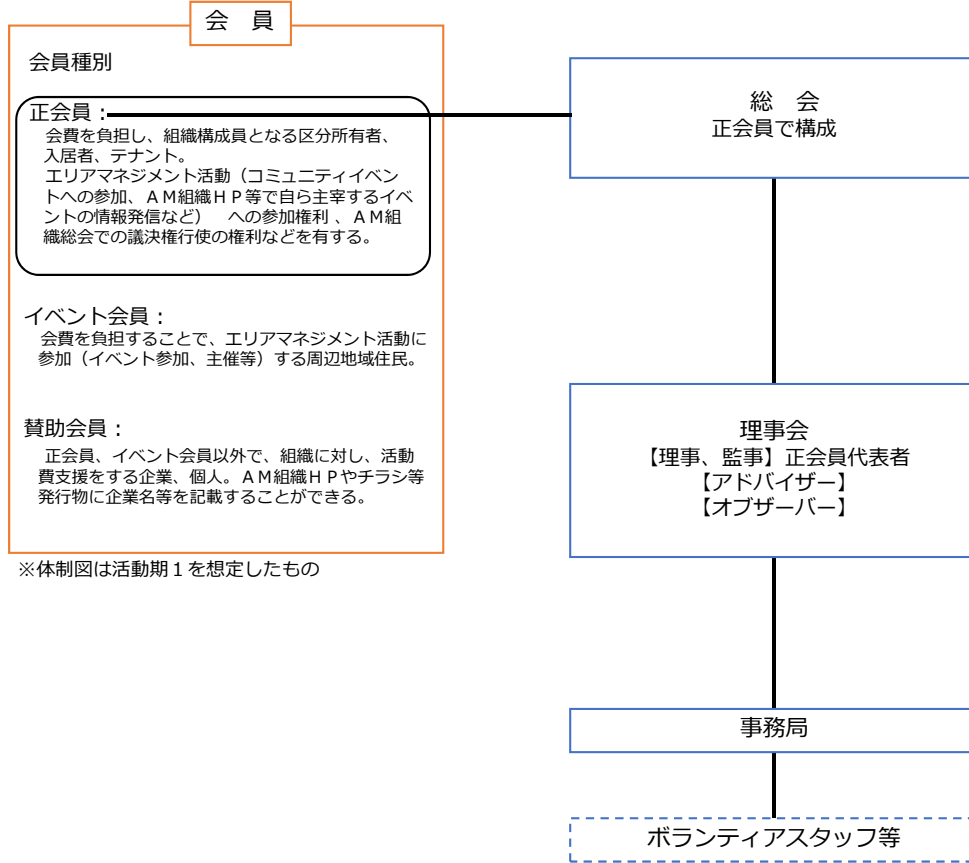 会　員
会員種別
正会員：
会費を負担し、組織構成員となる区分所有者、
入居者、テナント。
エリアマネジメント活動（コミュニティイベン
トへの参加、ＡＭ組織ＨＰ等で自ら主宰するイベ
ントの情報発信など）　への参加権利 、ＡＭ組
織総会での議決権行使の権利などを有する。
イベント会員：
会費を負担することで、エリアマネジメント活動に
参加（イベント参加、主催等）する周辺地域住民。
賛助会員：
正会員、イベント会員以外で、組織に対し、活動
費支援をする企業、個人。ＡＭ組織ＨＰやチラシ等
発行物に企業名等を記載することができる。
※体制図は活動期１を想定したもの
総　会
正会員で構成
理事会
【理事、監事】正会員代表者
【アドバイザー】
【オブザーバー】
事務局
ボランティアスタッフ等